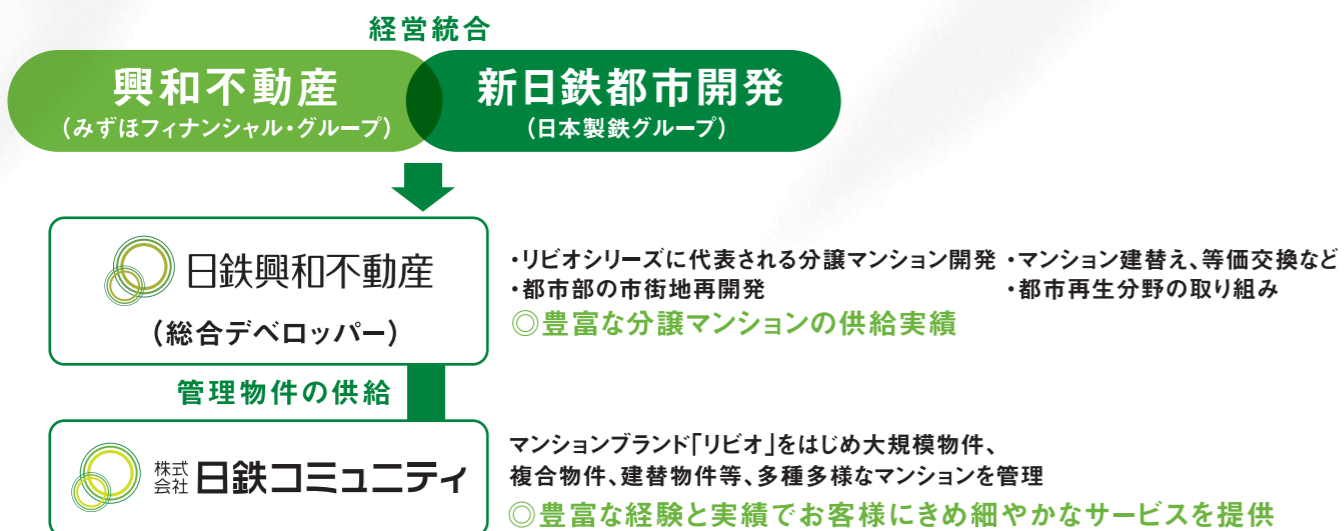 経営統合
興和不動産
(みずほフィナンシャル・グループ)
新日鉄都市開発
(日本製鉄グループ)
日鉄興和不動産
(総合デベロッパー)
・リビオシリーズに代表される分譲マンション開発 ・マンション建替え、等価交換など
・都市部の市街地再開発 ・都市再生分野の取り組み
◎豊富な分譲マンションの供給実績
管理物件の供給
株式会社 日鉄コミュニティ
マンションブランド「リビオ」をはじめ大規模物件、
複合物件、建替物件等、多種多様なマンションを管理
◎豊富な経験と実績でお客様にきめ細やかなサービスを提供